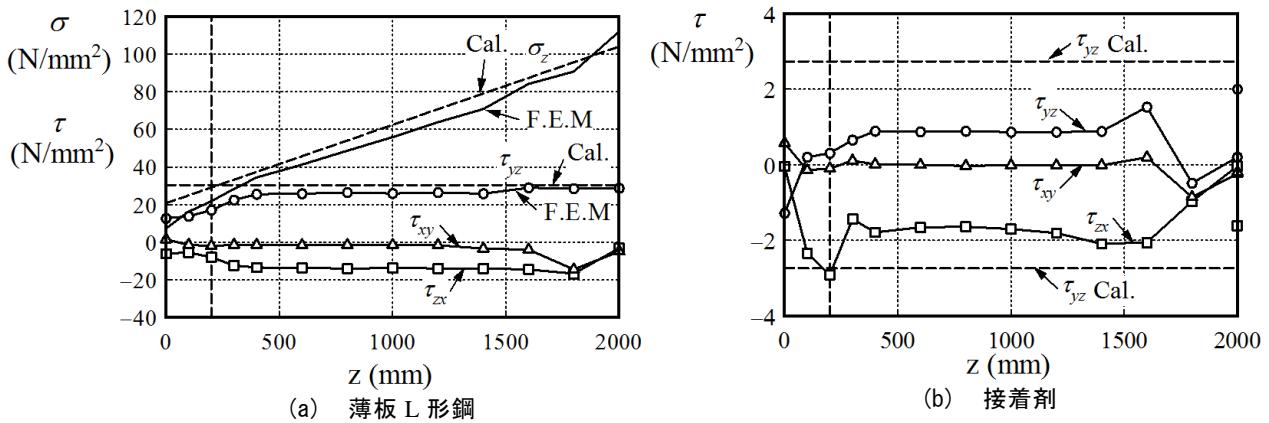 (a)
σ
(N/mm²)
τ
(N/mm²)
120
100
80
60
40
20
0
–20
–40
Cal.
σz
F.E.M
τyz
Cal.
F.E.M
τxy
τzx
0
500
1000
1500
2000
z (mm)
(a) 薄板 L 形鋼
(b)
τ
(N/mm²)
4
2
0
–2
–4
τyz Cal.
τyz
τxy
τzx
τyz Cal.
0
500
1000
1500
2000
z (mm)
(b) 接着剤